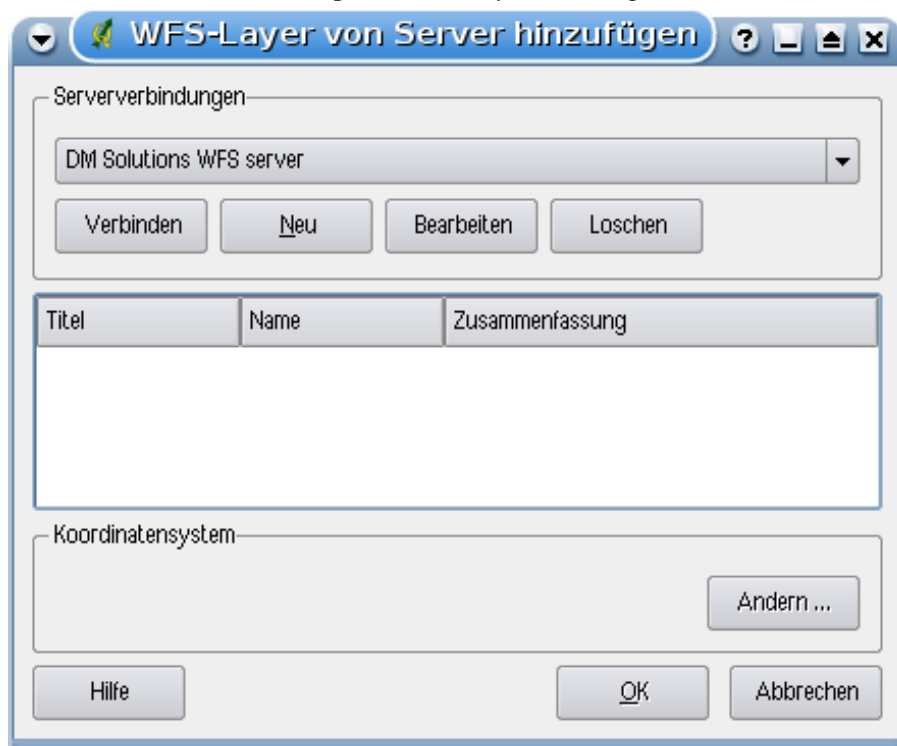 WFS-Layer von Server hinzufügen
Serververbindungen
DM Solutions WFS server
Verbinden Neu Bearbeiten Loschen
Titel Name Zusammenfassung
Koordinatensystem
Andern ...
Hilfe OK Abbrechen